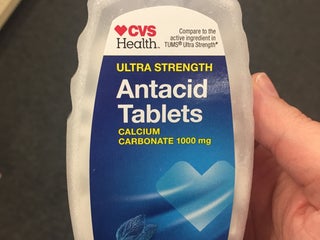 CVS
Health.
Compare to the
active ingredient in
TUMS® Ultra Strength*
ULTRA STRENGTH
Antacid
Tablets
CALCIUM
CARBONATE 1000 mg